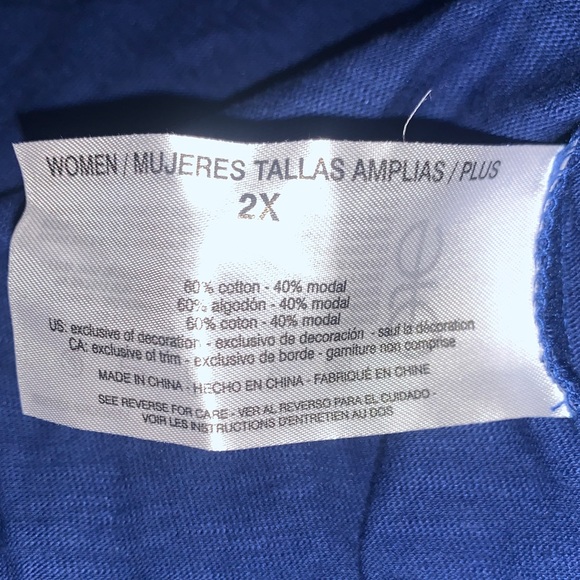 WOMEN / MUJERES TALLAS AMPLIAS / PLUS
2X
60% cotton - 40% modal
60% algodón - 40% modal
60% coton - 40% modal
US: exclusive of decoration - exclusivo de decoración - sauf la décoration
CA: exclusive of trim - exclusivo de borde - garniture non comprise
MADE IN CHINA - HECHO EN CHINA - FABRIQUÉ EN CHINE
SEE REVERSE FOR CARE - VER AL REVERSO PARA EL CUIDADO -
VOIR LES INSTRUCTIONS D'ENTRETIEN AU DOS